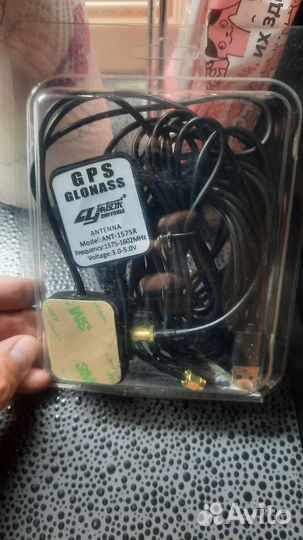 их зд
GPS
GLONASS
CHEYOULE
ANTENNA
Model:ANT-1575R
Frequency:1575-1602MHz
Voltage:3.0-5.0V
3M
3M
Avito